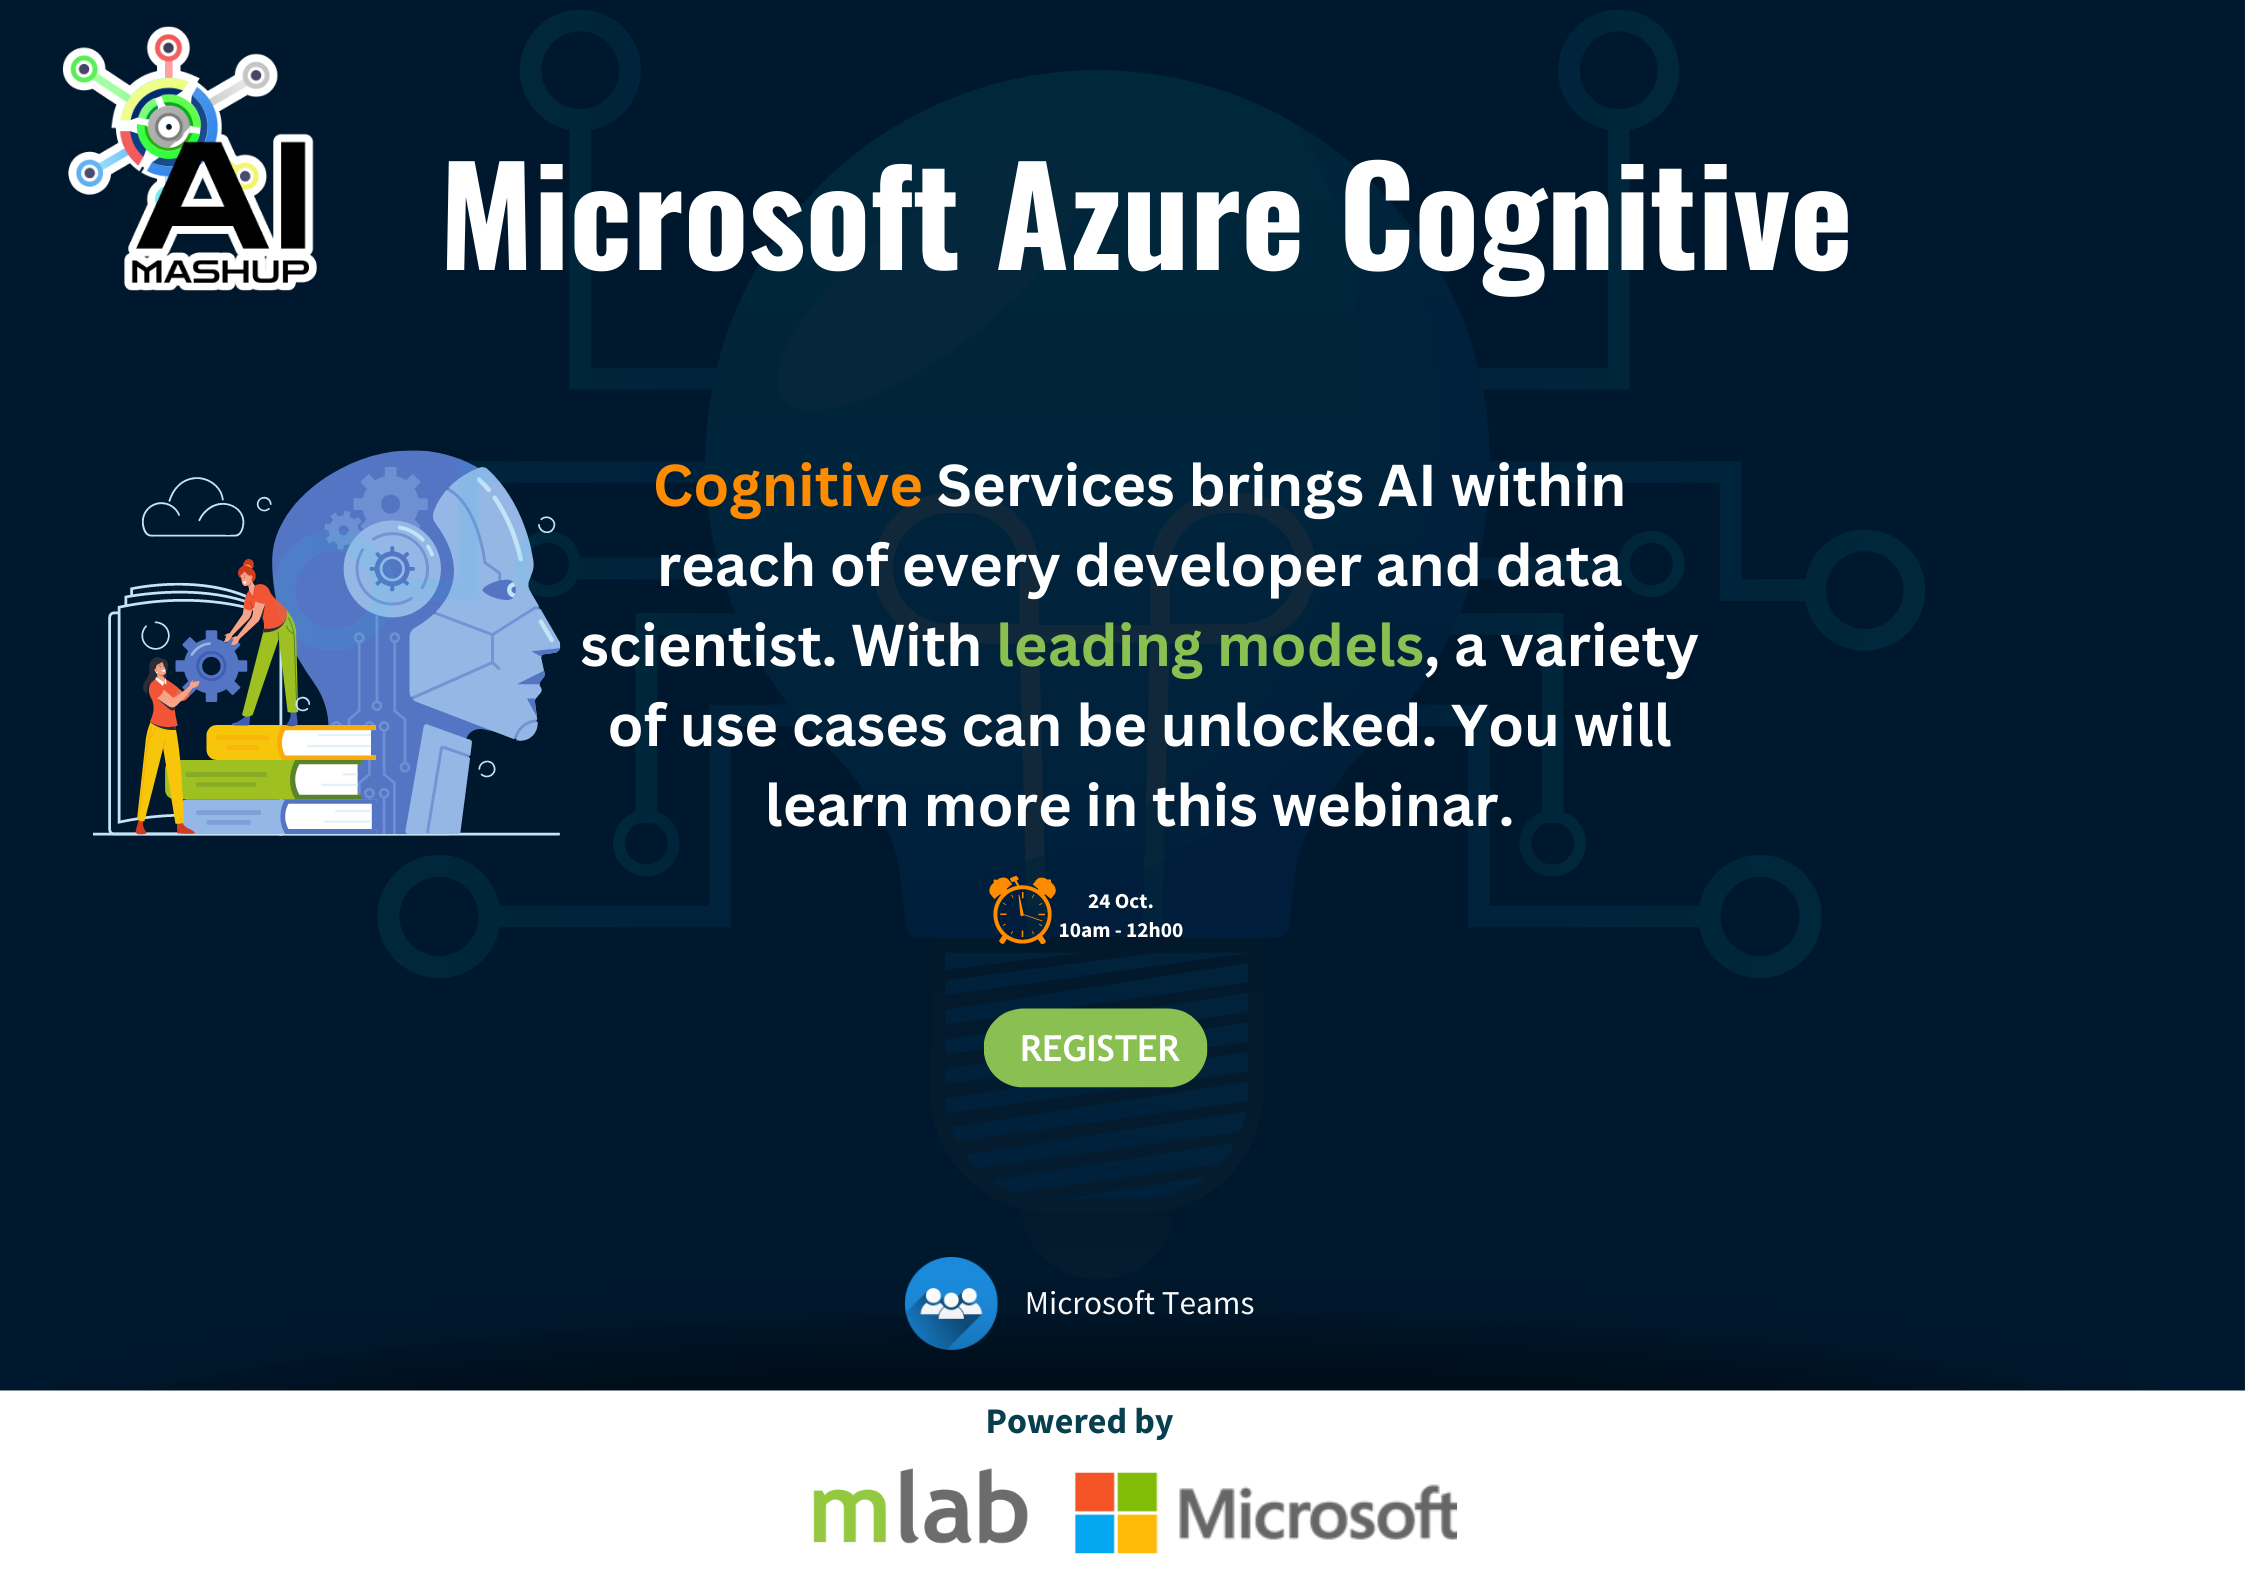 AI
MASHUP
Microsoft Azure Cognitive
Cognitive Services brings AI within
reach of every developer and data
scientist. With leading models, a variety
of use cases can be unlocked. You will
learn more in this webinar.
24 Oct.
10am - 12h00
REGISTER
Microsoft Teams
Powered by
mlab
Microsoft